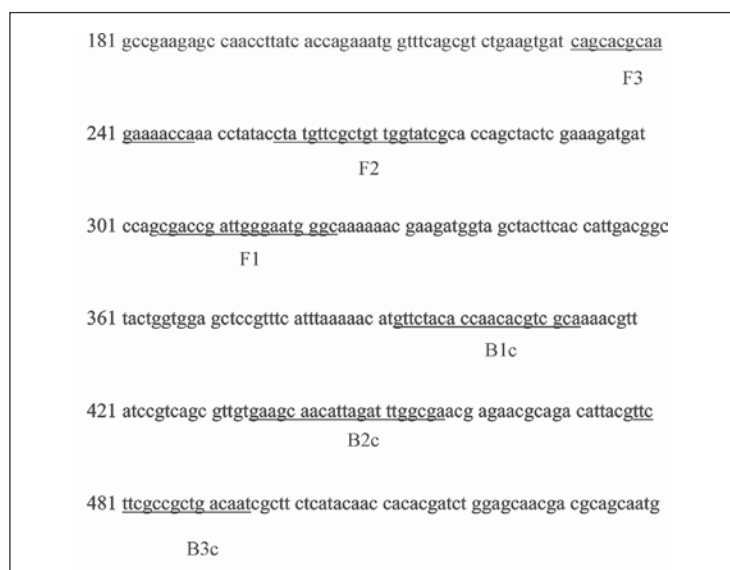 181 gccgaagagc caaccttatc accagaaatg gtttcagcgt ctgaagtgat cagcacgcaa
F3
241 gaaaaccaaa cctataccta tgttcgctgt tggtatcgca ccagctactc gaaagatgat
F2
301 ccagcgaccg attgggaatg ggcaaaaaac gaagatggta gctacttcac cattgacggc
F1
361 tactggtgga gctccgtttc atttaaaaac atgttctaca ccaacacgtc gcaaaacgtt
B1c
421 atccgtcagc gttgtgaagc aacattagat ttggcgaacg agaacgcaga cattacgttc
B2c
481 ttcgccgctg acaatcgctt ctcatacaac cacacgatct ggagcaacga cgcagcaatg
B3c